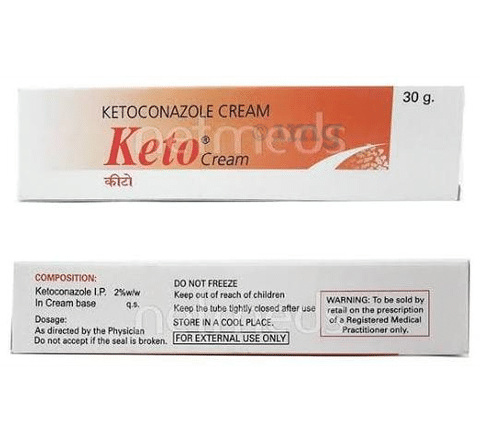 KETOCONAZOLE CREAM
30 g.
Keto® Cream
कीटो
netmeds
COMPOSITION:
Ketoconazole I.P. 2%w/w
In Cream base q.s.
Dosage:
As directed by the Physician
Do not accept if the seal is broken.
DO NOT FREEZE
Keep out of reach of children
Keep the tube tightly closed after use
STORE IN A COOL PLACE.
FOR EXTERNAL USE ONLY
WARNING: To be sold by
retail on the prescription
of a Registered Medical
Practitioner only.
netmeds